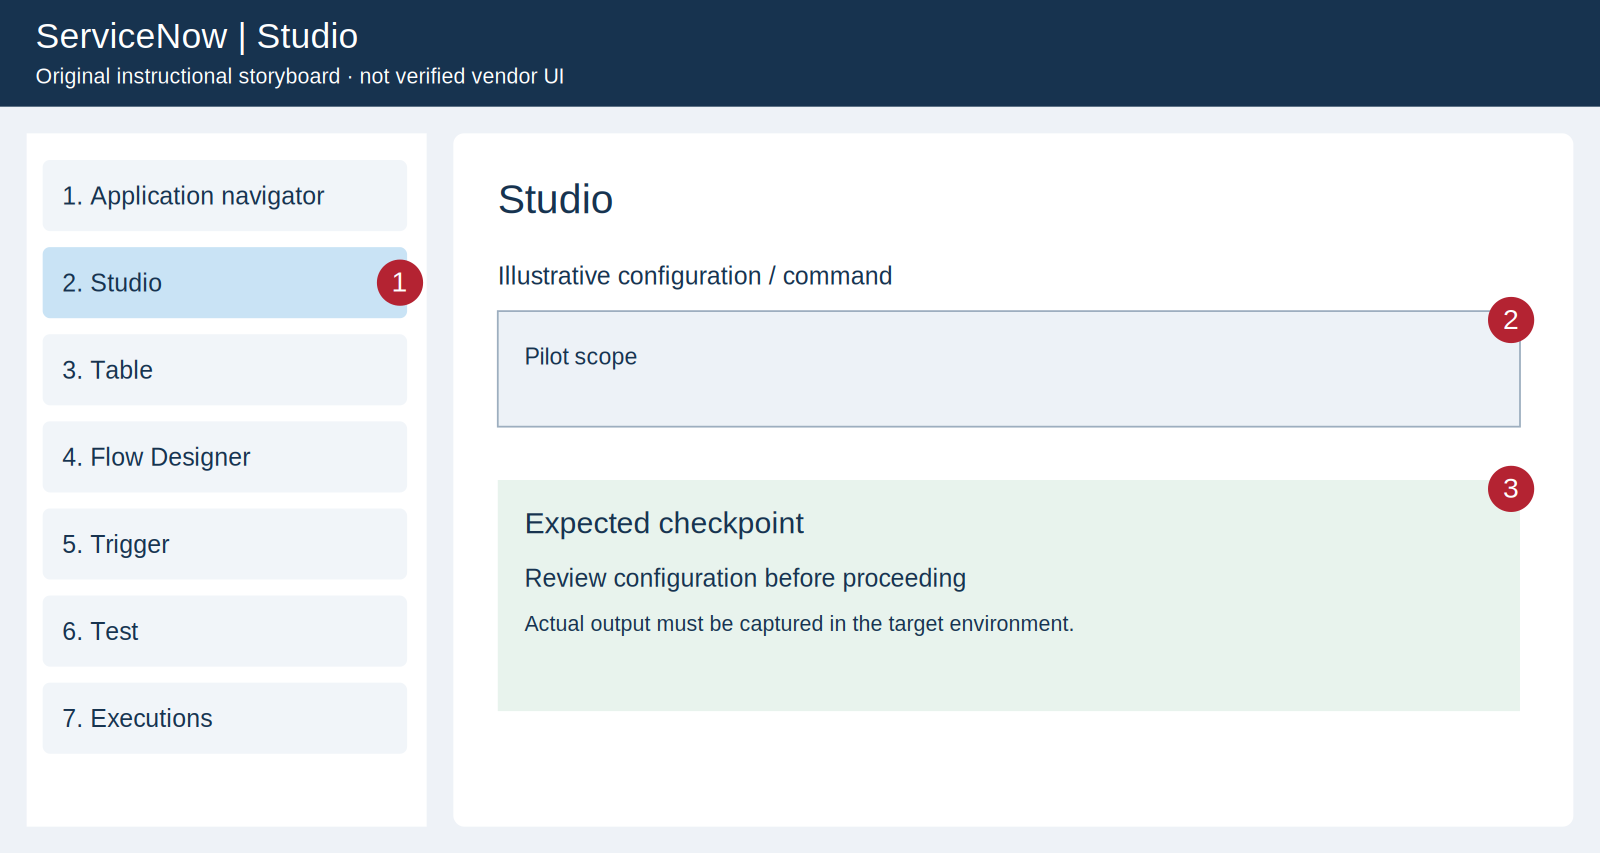 ServiceNow | Studio
Original instructional storyboard · not verified vendor UI
1. Application navigator
2. Studio
1
3. Table
4. Flow Designer
5. Trigger
6. Test
7. Executions
Studio
Illustrative configuration / command
2
Pilot scope
3
Expected checkpoint
Review configuration before proceeding
Actual output must be captured in the target environment.